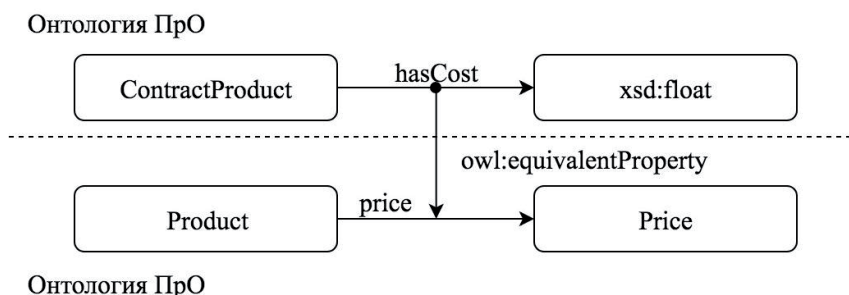 Онтология ПрО
ContractProduct
hasCost
xsd:float
owl:equivalentProperty
Product
price
Price
Онтология ПрО